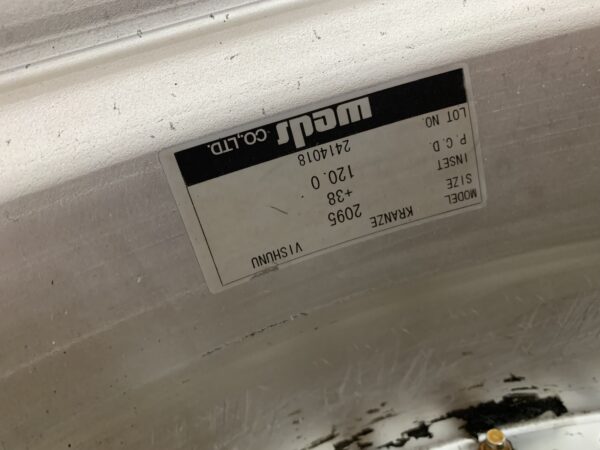 MODEL KRANZE VISHUNU
SIZE 2095
INSET +38
P.C.D. 120.0
LOT NO. 2414018
weds CO.,LTD.